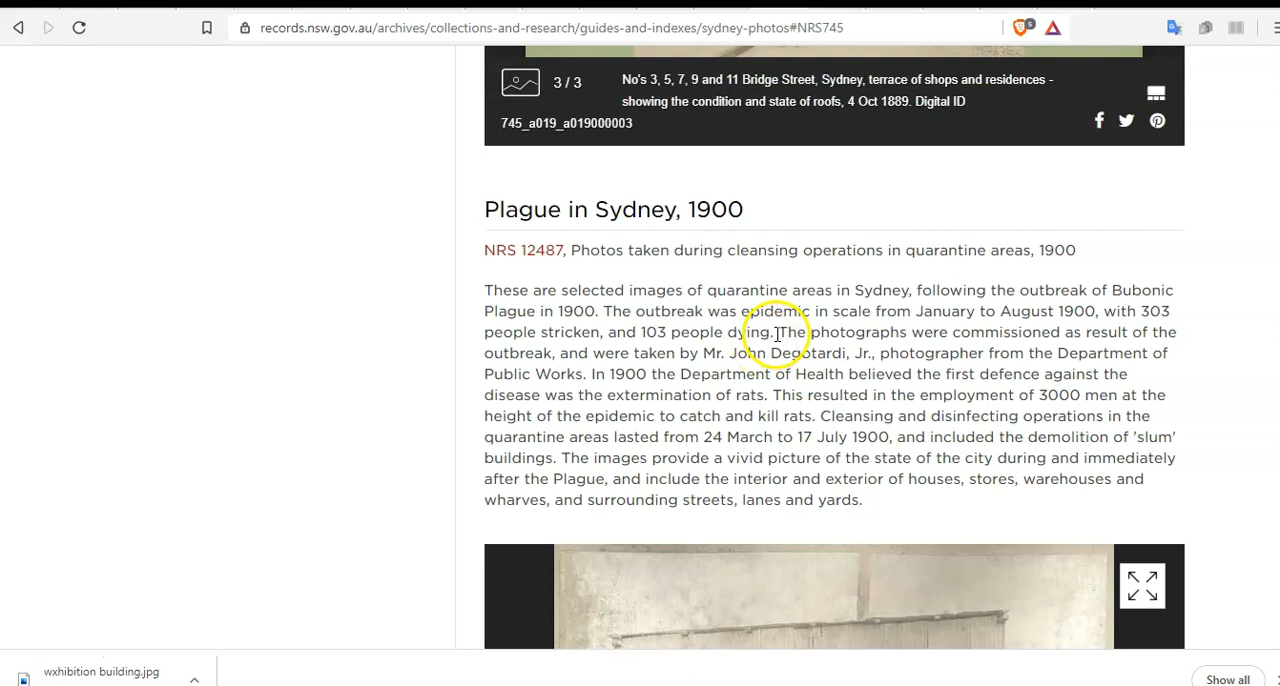 records.nsw.gov.au/archives/collections-and-research/guides-and-indexes/sydney-photos#NRS745
5
3 / 3
No's 3, 5, 7, 9 and 11 Bridge Street, Sydney, terrace of shops and residences -
showing the condition and state of roofs, 4 Oct 1889. Digital ID
745_a019_a019000003
Plague in Sydney, 1900
NRS 12487, Photos taken during cleansing operations in quarantine areas, 1900
These are selected images of quarantine areas in Sydney, following the outbreak of Bubonic
Plague in 1900. The outbreak was epidemic in scale from January to August 1900, with 303
people stricken, and 103 people dying. The photographs were commissioned as result of the
outbreak, and were taken by Mr. John Degotardi, Jr., photographer from the Department of
Public Works. In 1900 the Department of Health believed the first defence against the
disease was the extermination of rats. This resulted in the employment of 3000 men at the
height of the epidemic to catch and kill rats. Cleansing and disinfecting operations in the
quarantine areas lasted from 24 March to 17 July 1900, and included the demolition of 'slum'
buildings. The images provide a vivid picture of the state of the city during and immediately
after the Plague, and include the interior and exterior of houses, stores, warehouses and
wharves, and surrounding streets, lanes and yards.
wxhibition building.jpg
Show all